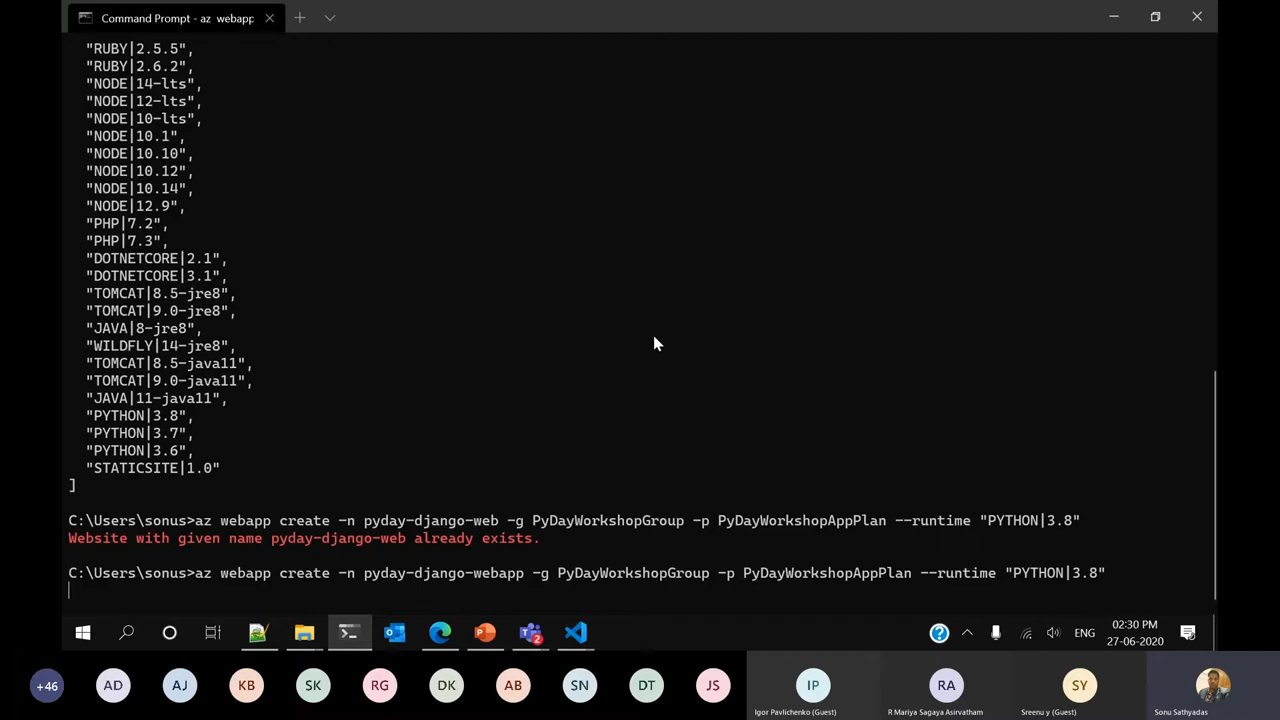 Command Prompt - az webapp
"RUBY|2.5.5",
"RUBY|2.6.2",
"NODE|14-lts",
"NODE|12-lts",
"NODE|10-lts",
"NODE|10.1",
"NODE|10.10",
"NODE|10.12",
"NODE|10.14",
"NODE|12.9",
"PHP|7.2",
"PHP|7.3",
"DOTNETCORE|2.1",
"DOTNETCORE|3.1",
"TOMCAT|8.5-jre8",
"TOMCAT|9.0-jre8",
"JAVA|8-jre8",
"WILDFLY|14-jre8",
"TOMCAT|8.5-java11",
"TOMCAT|9.0-java11",
"JAVA|11-java11",
"PYTHON|3.8",
"PYTHON|3.7",
"PYTHON|3.6",
"STATICSITE|1.0"
]
C:\Users\sonus>az webapp create -n pyday-django-web -g PyDayWorkshopGroup -p PyDayWorkshopAppPlan --runtime "PYTHON|3.8"
Website with given name pyday-django-web already exists.
C:\Users\sonus>az webapp create -n pyday-django-webapp -g PyDayWorkshopGroup -p PyDayWorkshopAppPlan --runtime "PYTHON|3.8"
2
ENG
02:30 PM
27-06-2020
+46
AD
AJ
KB
SK
RG
DK
AB
SN
DT
JS
IP
RA
SY
Igor Pavlichenko (Guest)
R Mariya Sagaya Asirvatham
Sreenu y (Guest)
Sonu Sathyadas